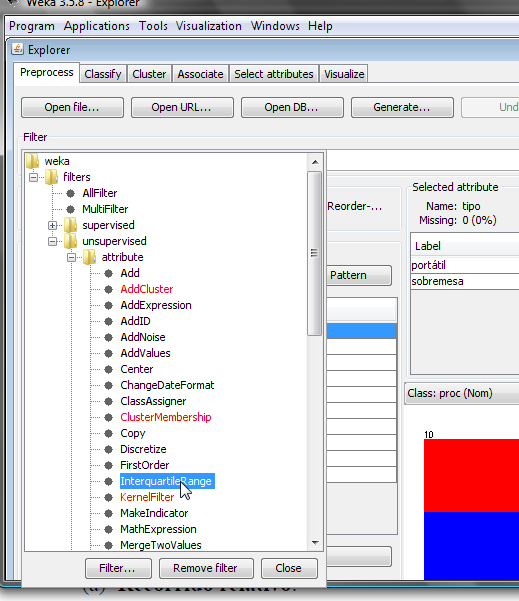 Weka 3.5.8 - Explorer
Program Applications Tools Visualization Windows Help
Explorer
Preprocess Classify Cluster Associate Select attributes Visualize
Open file... Open URL... Open DB... Generate... Und
Filter
weka
filters
AllFilter
MultiFilter
supervised
unsupervised
attribute
Add
AddCluster
AddExpression
AddID
AddNoise
AddValues
Center
ChangeDateFormat
ClassAssigner
ClusterMembership
Copy
Discretize
FirstOrder
InterquartileRange
KernelFilter
MakeIndicator
MathExpression
MergeTwoValues
Filter... Remove filter Close
Reorder-...
Pattern
Selected attribute
Name: tipo
Missing: 0 (0%)
Label
portátil
sobremesa
Class: proc (Nom)
10
(a) Recorrido relativo: